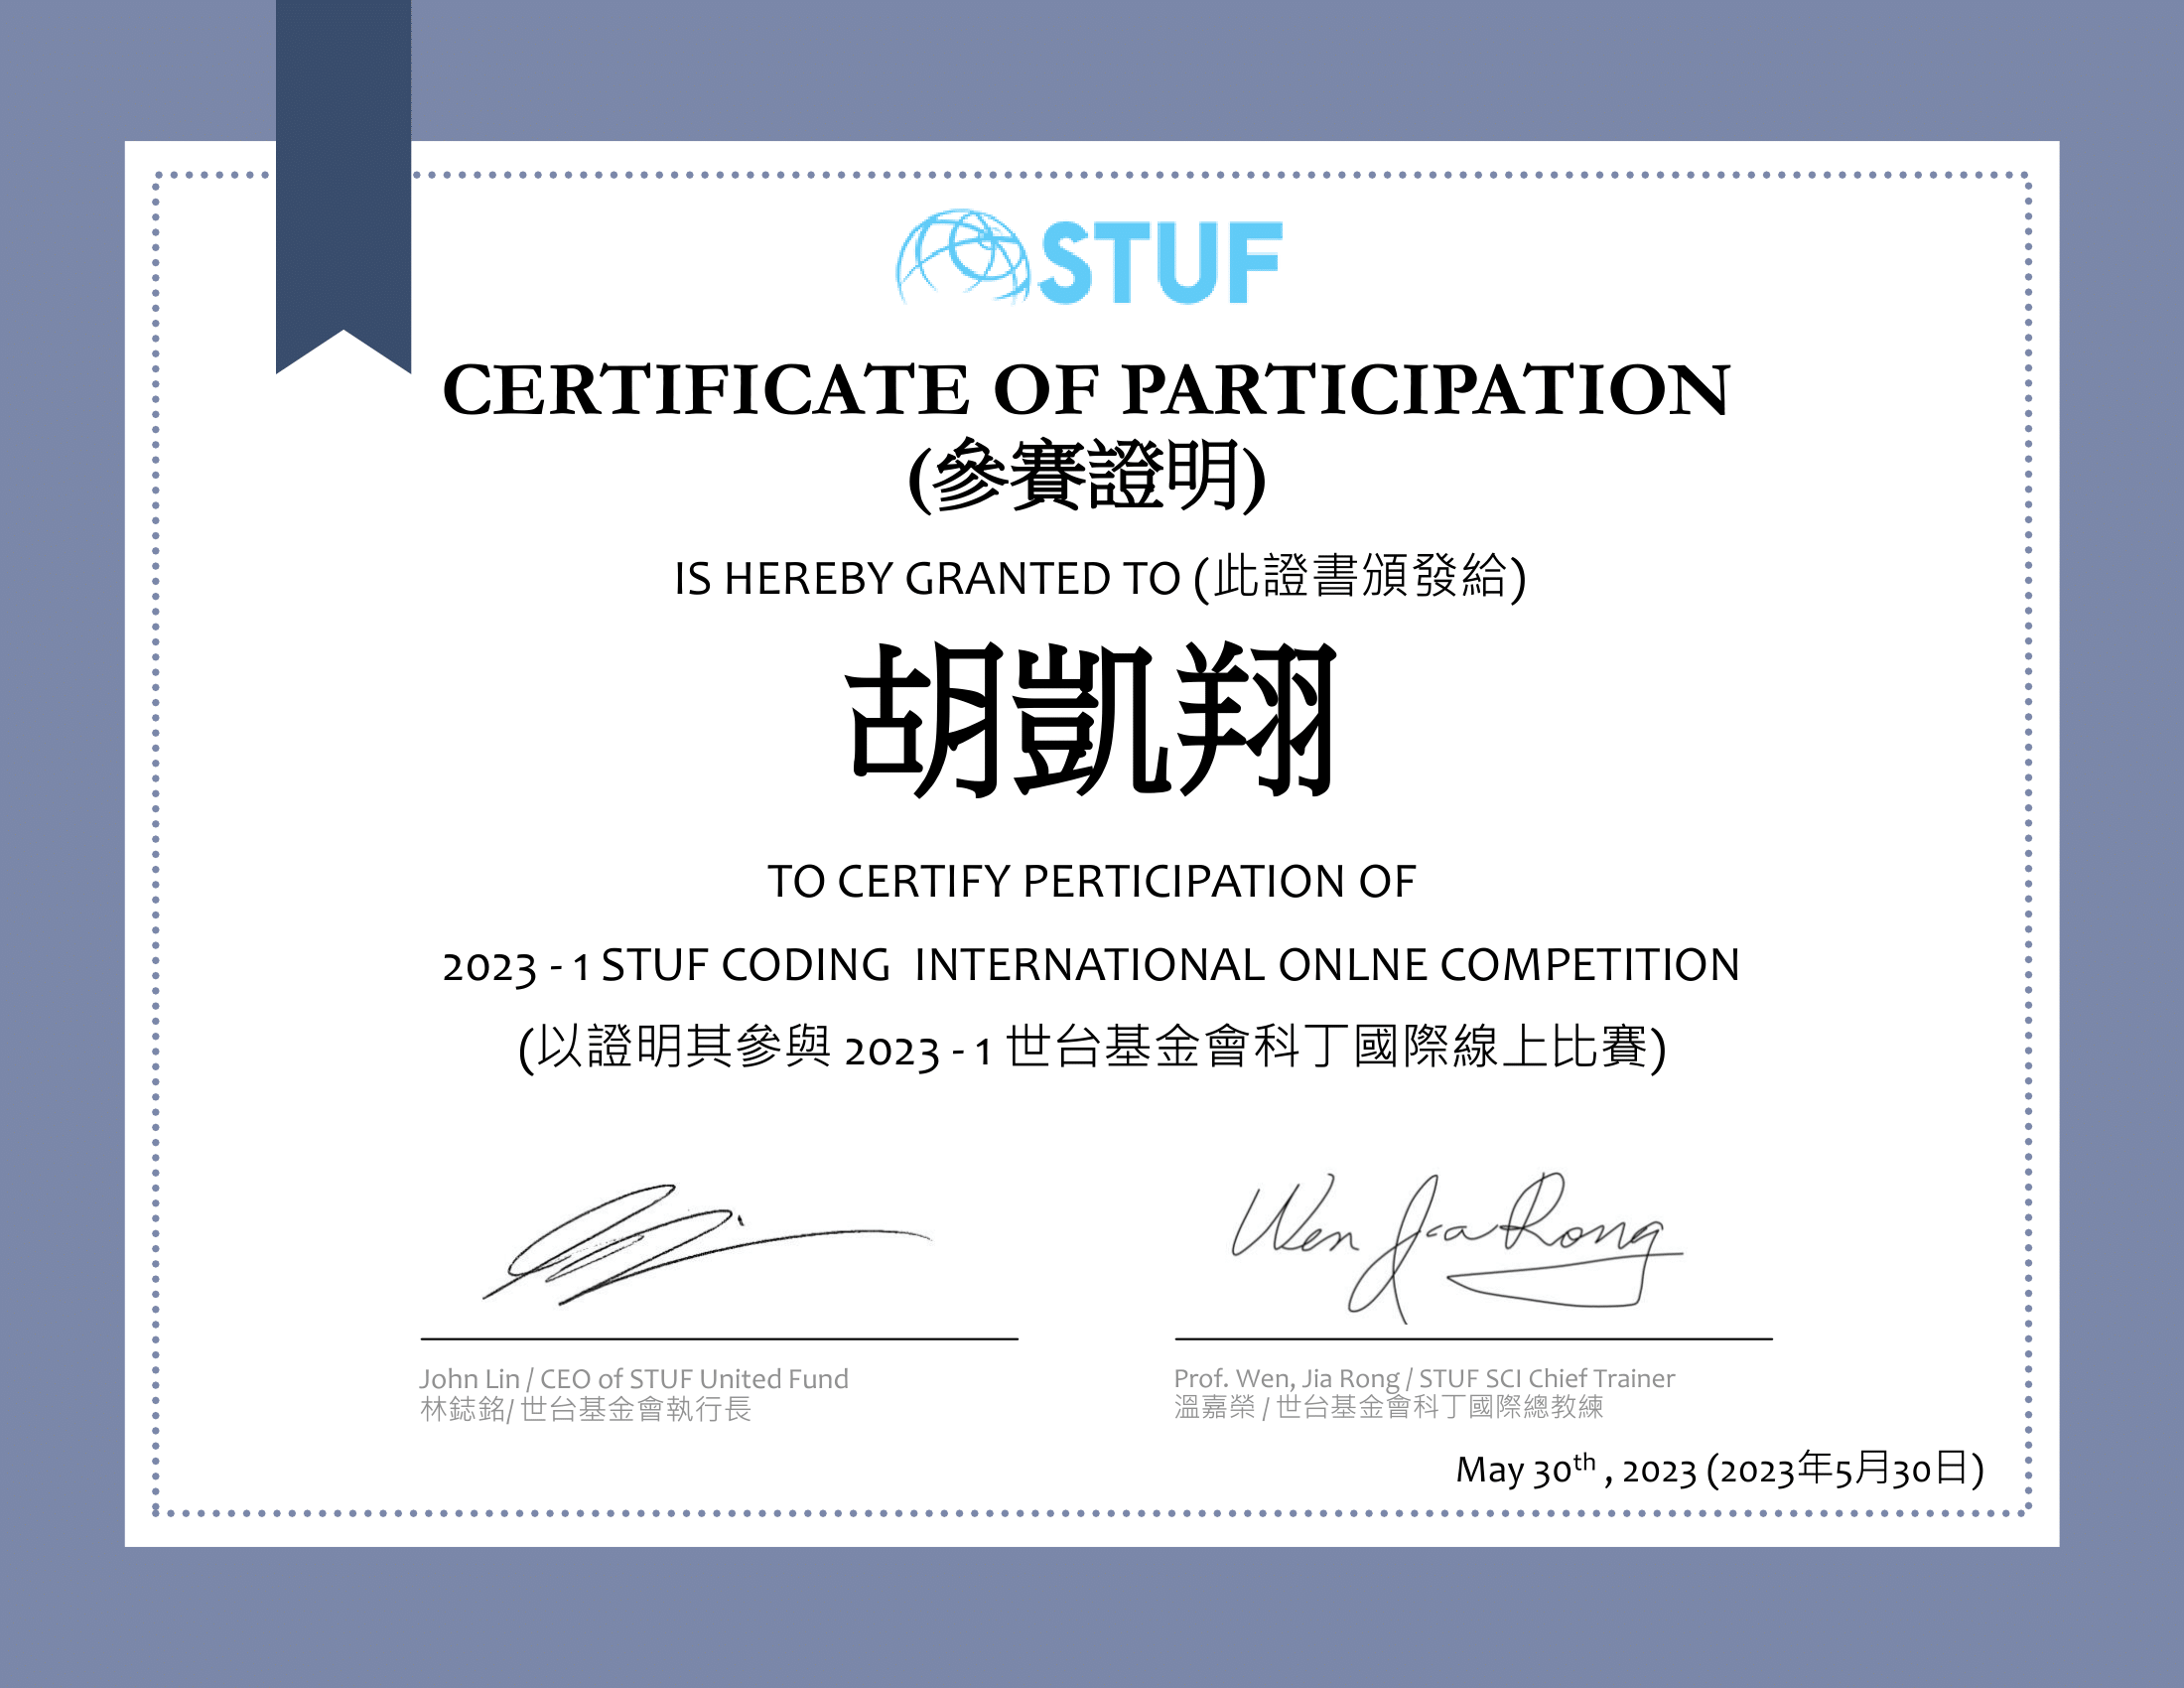 STUF
CERTIFICATE OF PARTICIPATION
(參賽證明)
IS HEREBY GRANTED TO (此證書頒發給)
胡凱翔
TO CERTIFY PERTICIPATION OF
2023 - 1 STUF CODING INTERNATIONAL ONLNE COMPETITION
(以證明其參與 2023 - 1 世台基金會科丁國際線上比賽)
Wen Jia Rong
John Lin / CEO of STUF United Fund
林鋕銘/ 世台基金會執行長
Prof. Wen, Jia Rong / STUF SCI Chief Trainer
溫嘉榮 / 世台基金會科丁國際總教練
May 30th , 2023 (2023年5月30日)